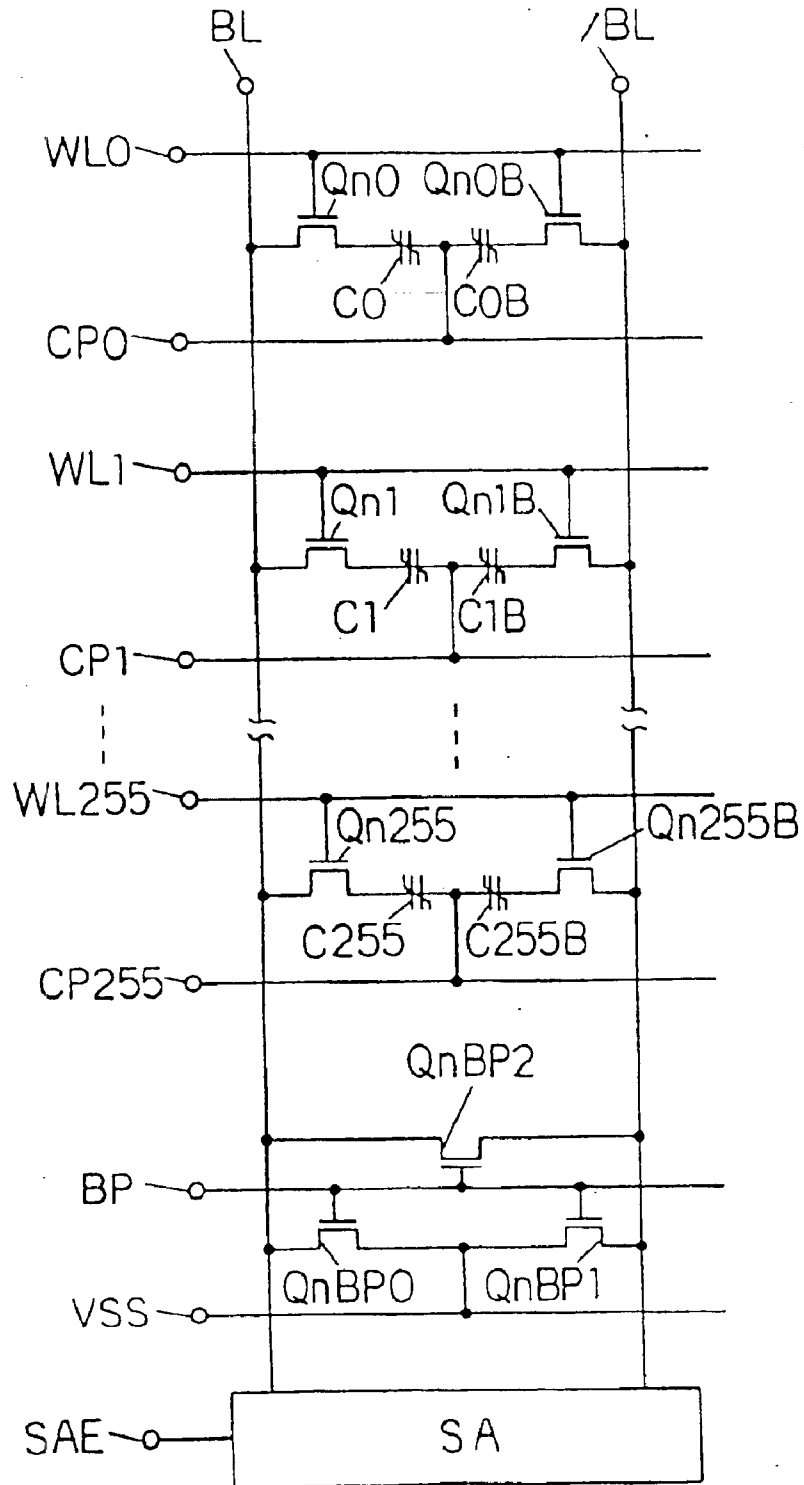 BL /BL
WL0
Qn0 Qn0B
C0 C0B
CP0
WL1
Qn1 Qn1B
C1 C1B
CP1
WL255
Qn255 Qn255B
C255 C255B
CP255
QnBP2
BP
QnBP0 QnBP1
VSS
SAE SA